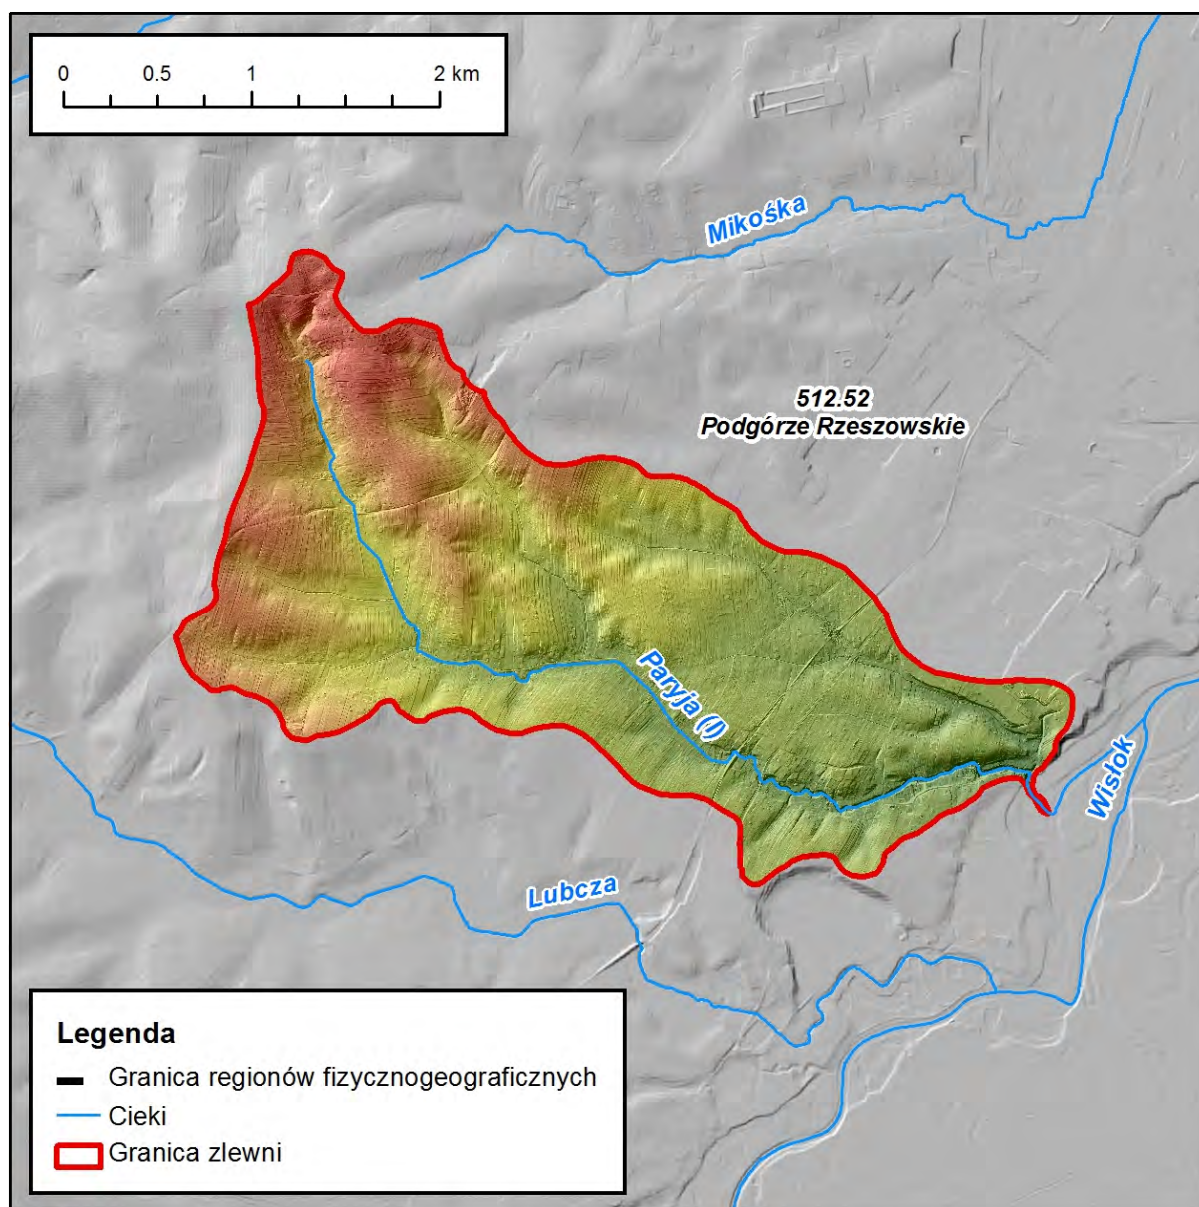 0 0.5 1 2 km
Mikośka
512.52
Podgórze Rzeszowskie
Paryja (I)
Wisłok
Lubcza
Legenda
Granica regionów fizycznogeograficznych
Cieki
Granica zlewni